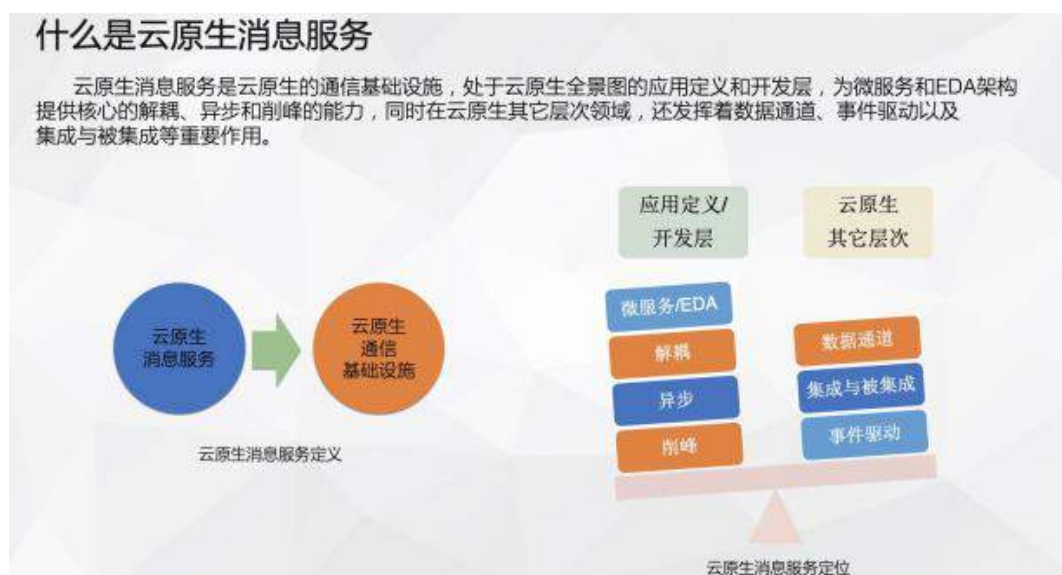 什么是云原生消息服务
云原生消息服务是云原生的通信基础设施，处于云原生全景图的应用定义和开发层，为微服务和EDA架构
提供核心的解耦、异步和削峰的能力，同时在云原生其它层次领域，还发挥着数据通道、事件驱动以及
集成与被集成等重要作用。
云原生
消息服务
云原生
通信
基础设施
云原生消息服务定义
应用定义/
开发层
云原生
其它层次
微服务/EDA
解耦
异步
削峰
数据通道
集成与被集成
事件驱动
云原生消息服务定位